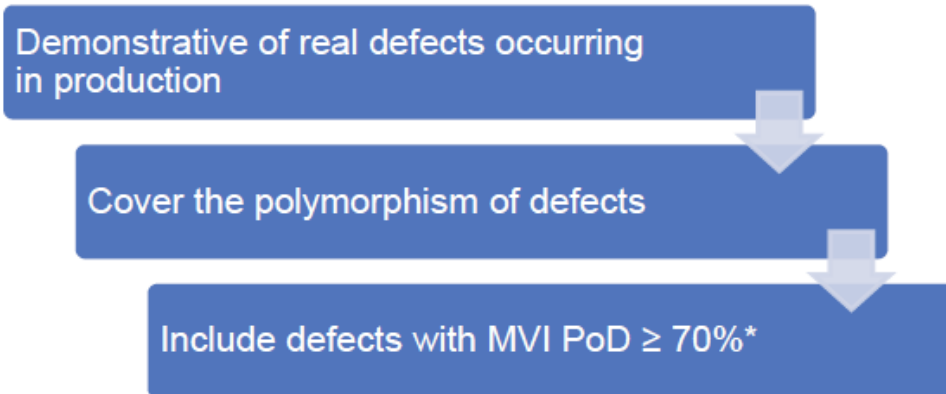 Demonstrative of real defects occurring
in production
Cover the polymorphism of defects
Include defects with MVI PoD ≥ 70%*